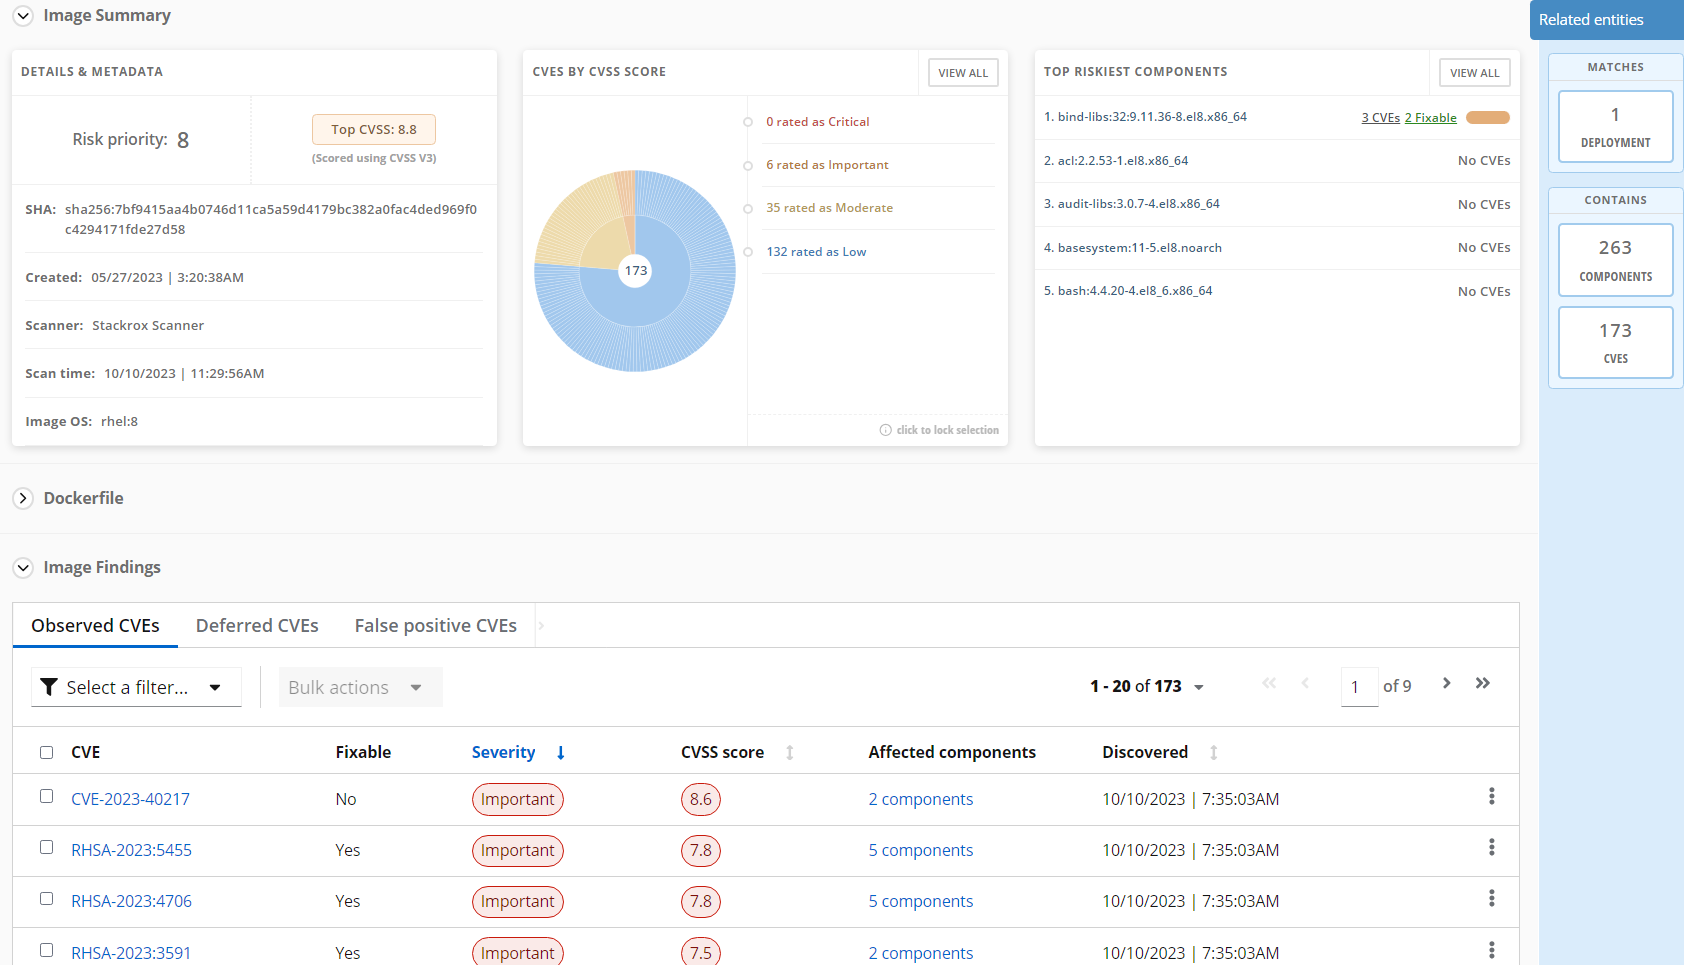 Image Summary
Related entities
DETAILS & METADATA
Risk priority: 8
Top CVSS: 8.8
(Scored using CVSS V3)
SHA: sha256:7bf9415aa4b0746d11ca5a59d4179bc382a0fac4ded969f0
c4294171fde27d58
Created: 05/27/2023 | 3:20:38AM
Scanner: Stackrox Scanner
Scan time: 10/10/2023 | 11:29:56AM
Image OS: rhel:8
CVES BY CVSS SCORE
VIEW ALL
173
0 rated as Critical
6 rated as Important
35 rated as Moderate
132 rated as Low
click to lock selection
TOP RISKIEST COMPONENTS
VIEW ALL
1. bind-libs:32:9.11.36-8.el8.x86_64 3 CVEs 2 Fixable
2. acl:2.2.53-1.el8.x86_64 No CVEs
3. audit-libs:3.0.7-4.el8.x86_64 No CVEs
4. basesystem:11-5.el8.noarch No CVEs
5. bash:4.4.20-4.el8_6.x86_64 No CVEs
MATCHES
1
DEPLOYMENT
CONTAINS
263
COMPONENTS
173
CVES
Dockerfile
Image Findings
Observed CVEs Deferred CVEs False positive CVEs
Select a filter... Bulk actions 1 - 20 of 173 1 of 9
CVE Fixable Severity CVSS score Affected components Discovered
CVE-2023-40217 No Important 8.6 2 components 10/10/2023 | 7:35:03AM
RHSA-2023:5455 Yes Important 7.8 5 components 10/10/2023 | 7:35:03AM
RHSA-2023:4706 Yes Important 7.8 5 components 10/10/2023 | 7:35:03AM
RHSA-2023:3591 Yes Important 7.5 2 components 10/10/2023 | 7:35:03AM